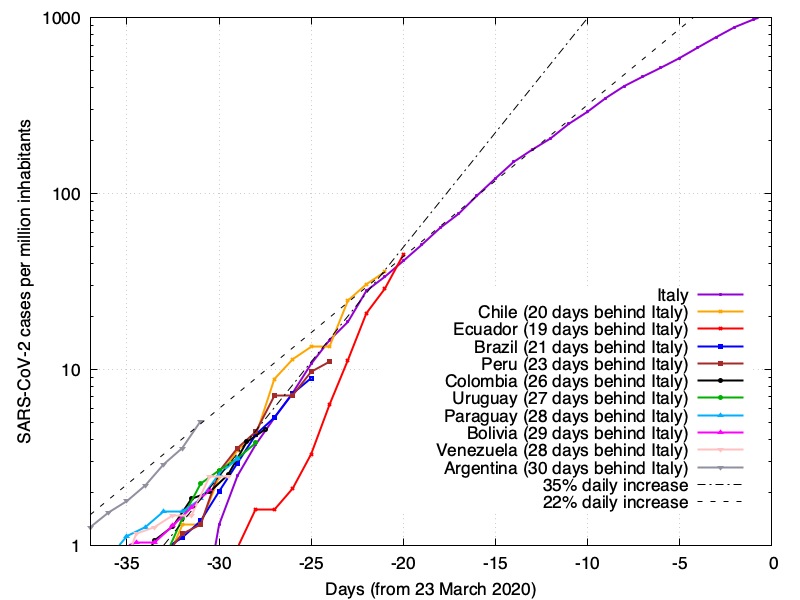 1000
100
10
1
SARS-CoV-2 cases per million inhabitants
Italy
Chile (20 days behind Italy)
Ecuador (19 days behind Italy)
Brazil (21 days behind Italy)
Peru (23 days behind Italy)
Colombia (26 days behind Italy)
Uruguay (27 days behind Italy)
Paraguay (28 days behind Italy)
Bolivia (29 days behind Italy)
Venezuela (28 days behind Italy)
Argentina (30 days behind Italy)
35% daily increase
22% daily increase
-35 -30 -25 -20 -15 -10 -5 0
Days (from 23 March 2020)